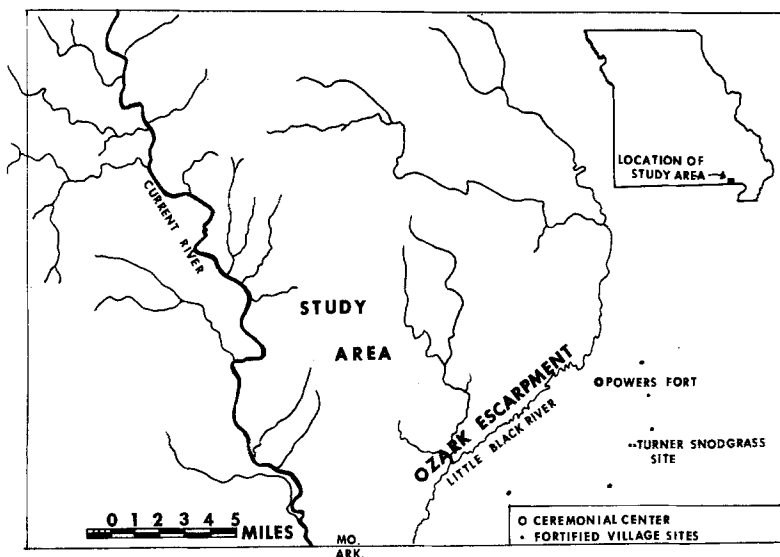 LOCATION OF
STUDY AREA
CURRENT RIVER
STUDY
AREA
OZARK ESCARPMENT
LITTLE BLACK RIVER
POWERS FORT
TURNER SNODGRASS
SITE
0 1 2 3 4 5
MILES
MO.
ARK.
CEREMONIAL CENTER
FORTIFIED VILLAGE SITES